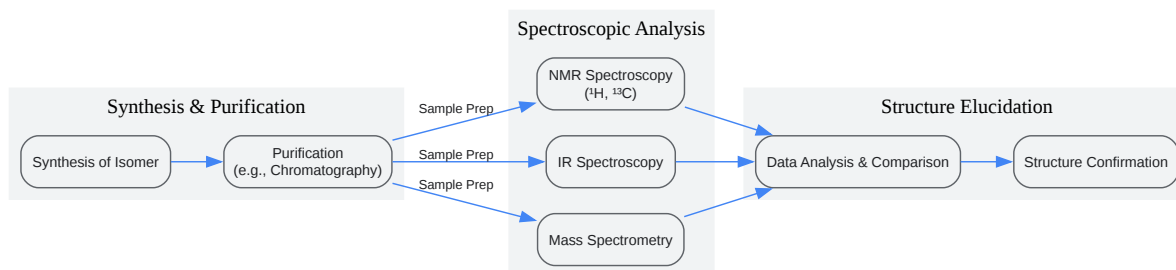 Synthesis & Purification
Synthesis of Isomer
Purification
(e.g., Chromatography)
Sample Prep
Sample Prep
Sample Prep
Spectroscopic Analysis
NMR Spectroscopy
(¹H, ¹³C)
IR Spectroscopy
Mass Spectrometry
Structure Elucidation
Data Analysis & Comparison
Structure Confirmation